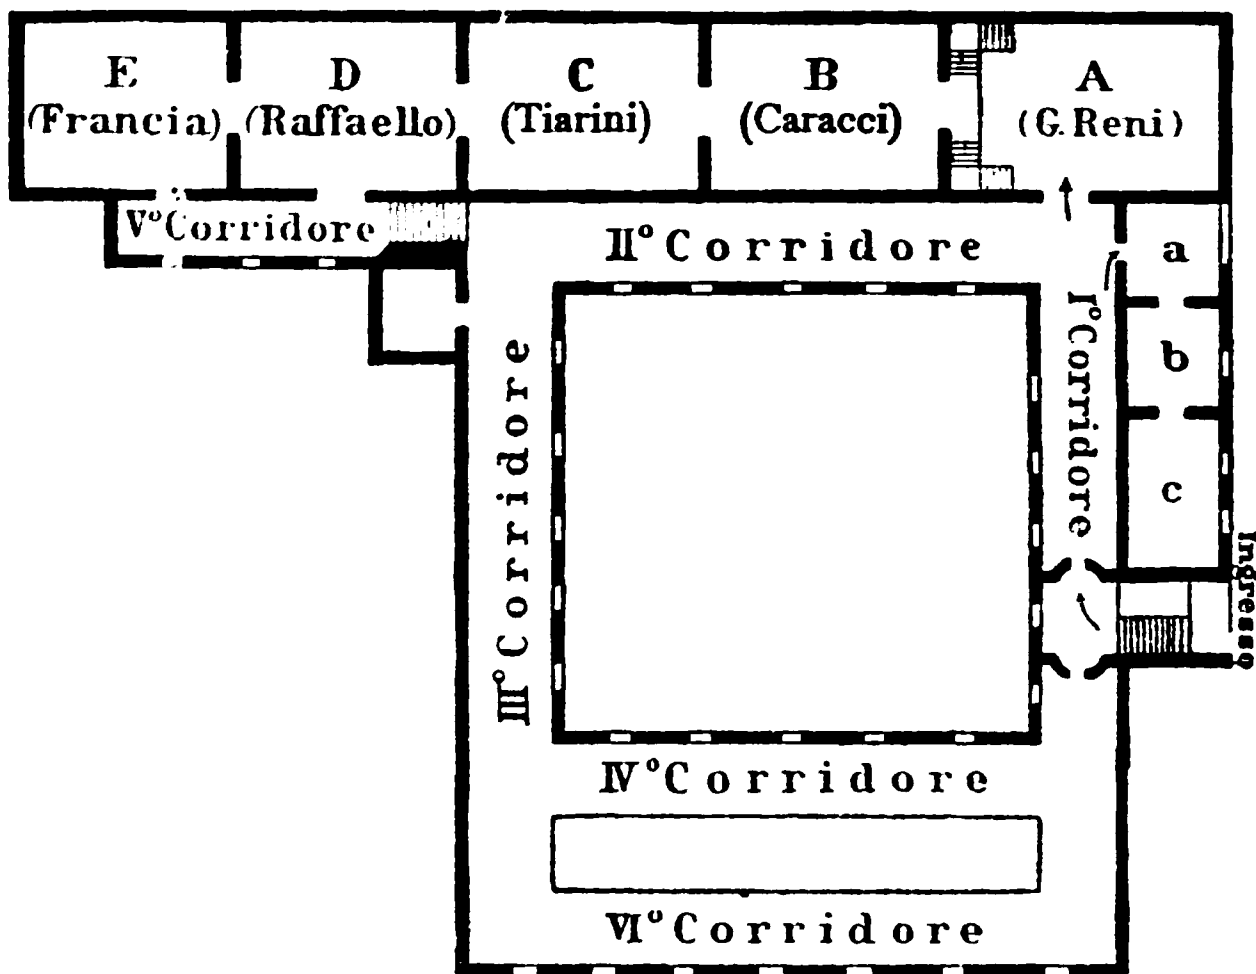 E
(Francia)
D
(Raffaello)
C
(Tiarini)
B
(Caracci)
A
(G. Reni)
V° Corridore
II° Corridore
a
I° Corridore
b
c
III° Corridore
Ingresso
IV° Corridore
VI° Corridore